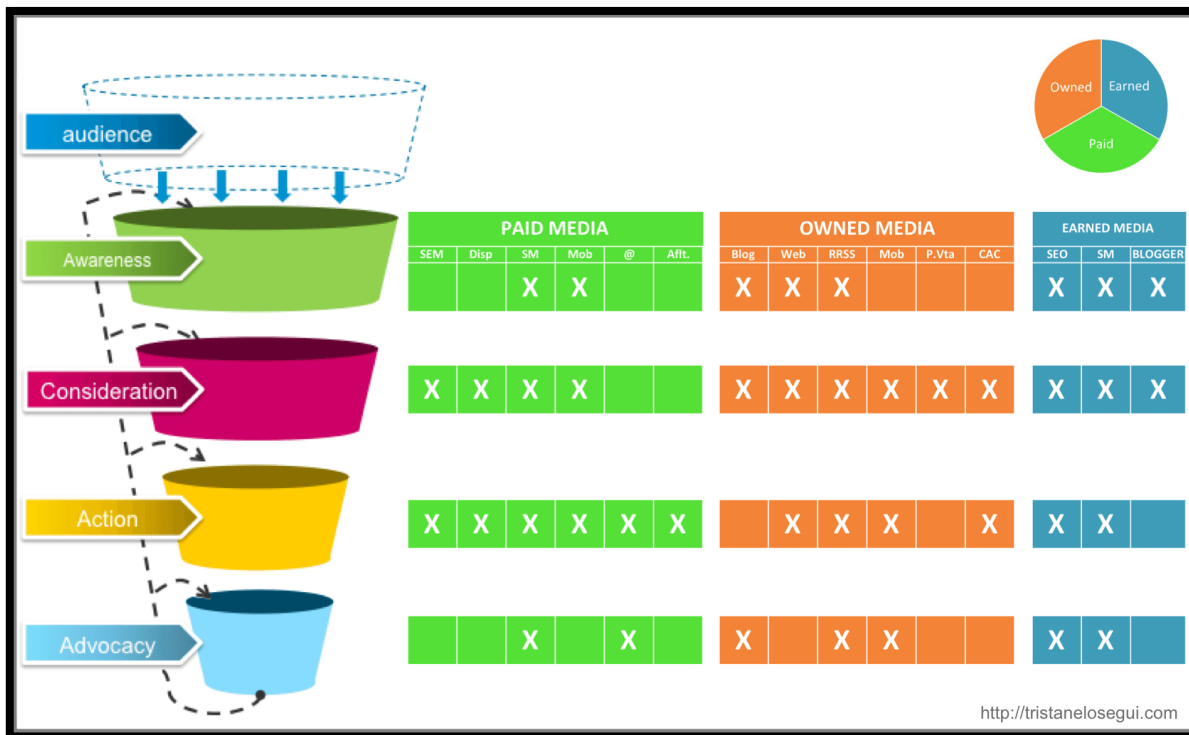 Owned Earned
Paid
audience
PAID MEDIA OWNED MEDIA EARNED MEDIA
SEM Disp SM Mob @ Aflt. Blog Web RRSS Mob P.Vta CAC SEO SM BLOGGER
Awareness X X X X X X X X
Consideration X X X X X X X X X X X X X
Action X X X X X X X X X X X X
Advocacy X X X X X X X
http://tristanelosegui.com